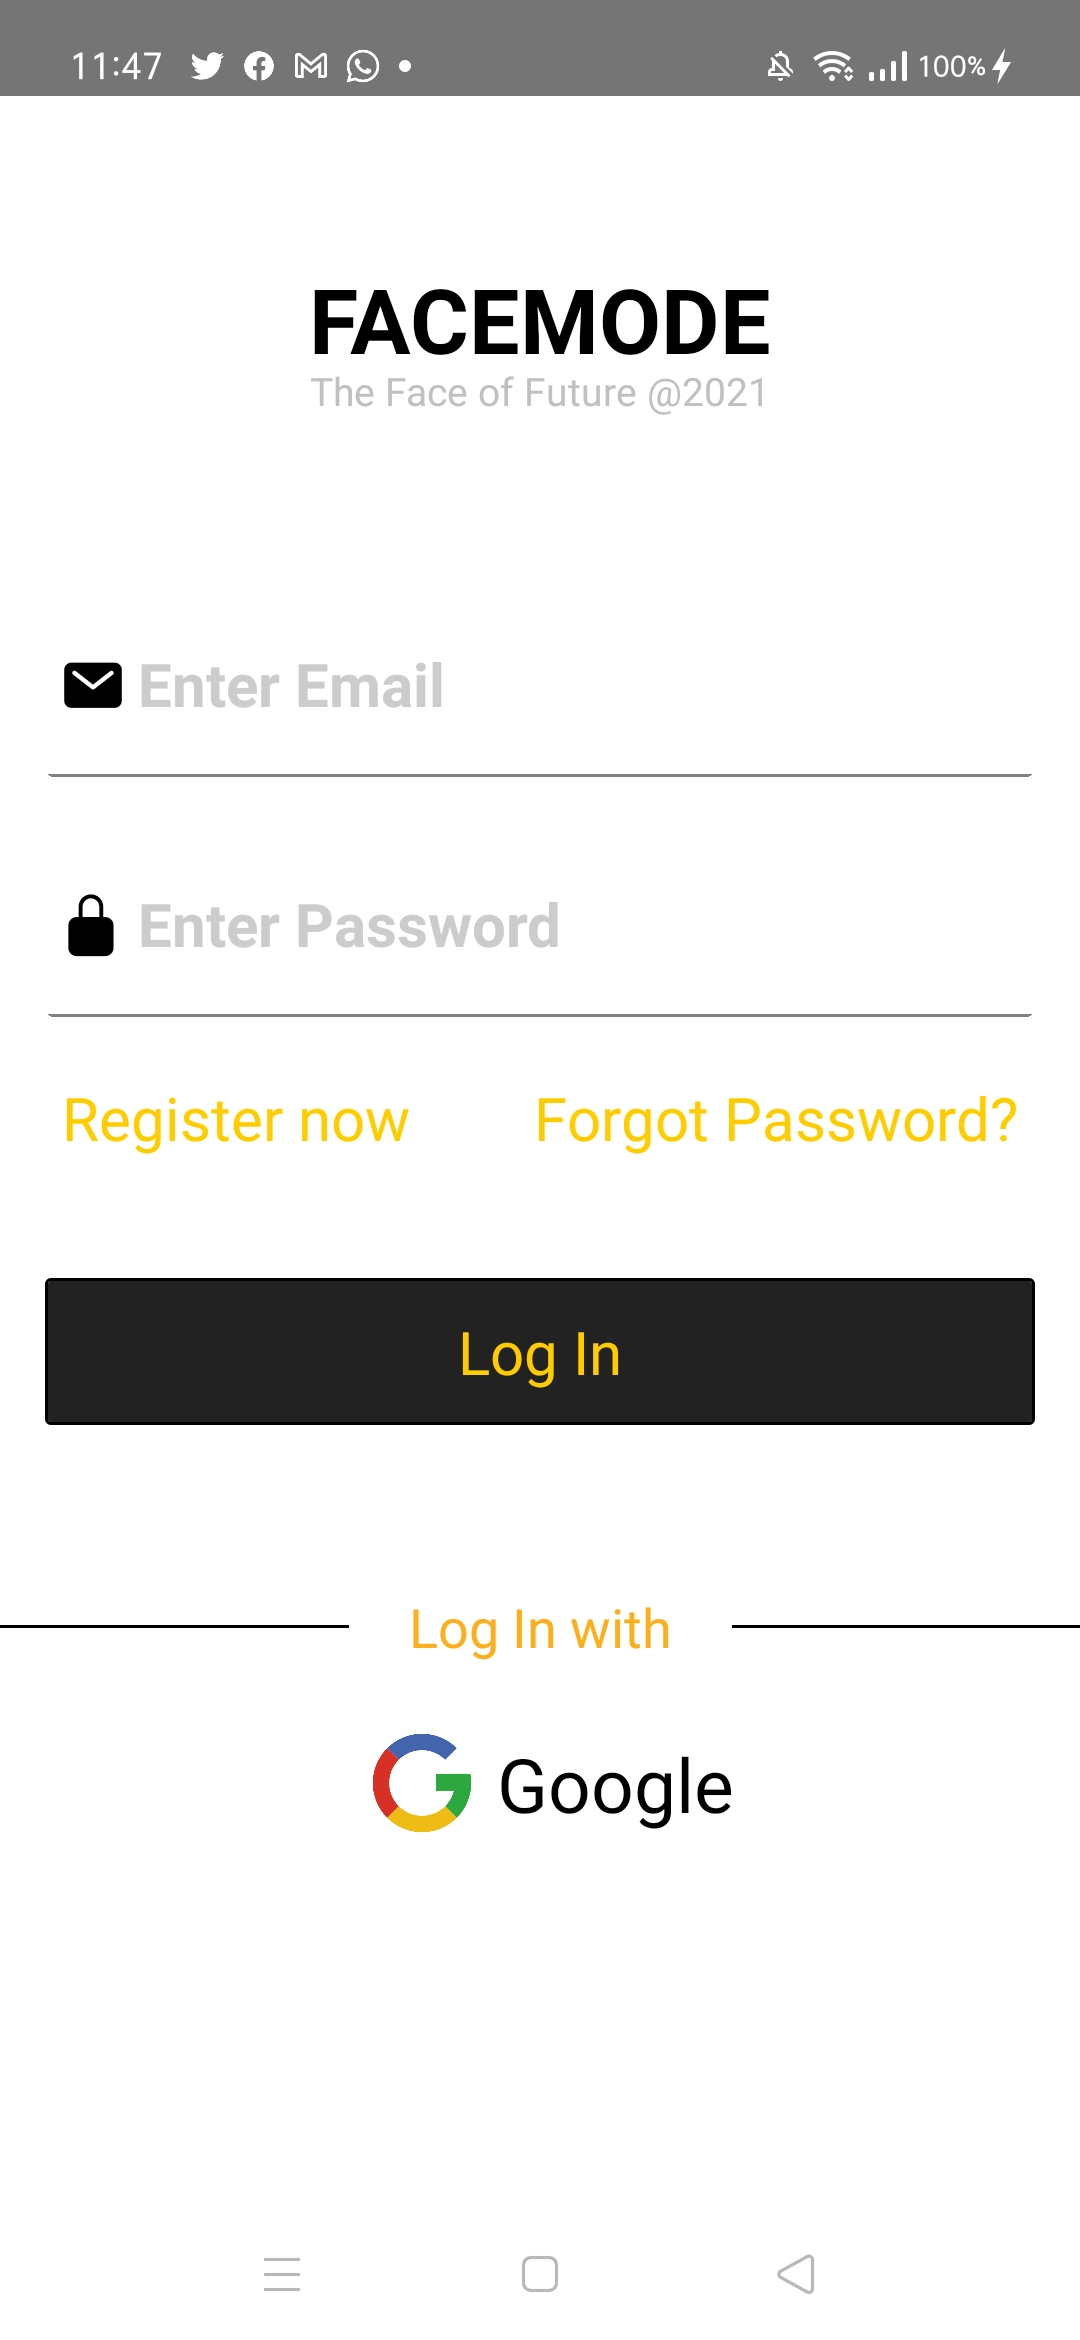 11:47 100%
FACEMODE
The Face of Future @2021
Enter Email
Enter Password
Register now Forgot Password?
Log In
Log In with
Google